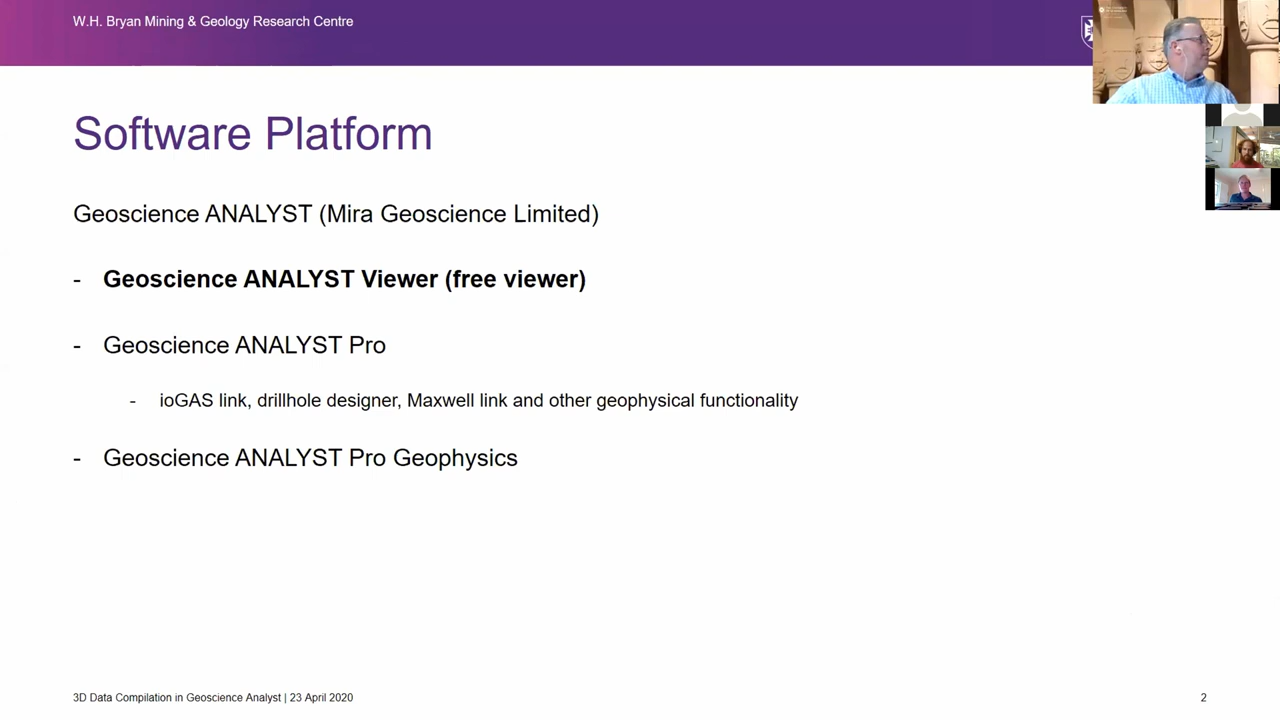 W.H. Bryan Mining & Geology Research Centre
Software Platform
Geoscience ANALYST (Mira Geoscience Limited)
- Geoscience ANALYST Viewer (free viewer)
- Geoscience ANALYST Pro
- ioGAS link, drillhole designer, Maxwell link and other geophysical functionality
- Geoscience ANALYST Pro Geophysics
3D Data Compilation in Geoscience Analyst | 23 April 2020
2